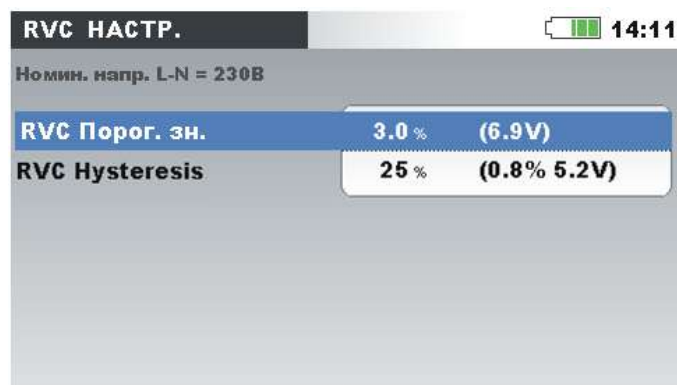 RVC НАСТР. 14:11
Номин. напр. L-N = 230В
RVC Порог. зн. 3.0 % (6.9V)
RVC Hysteresis 25 % (0.8% 5.2V)